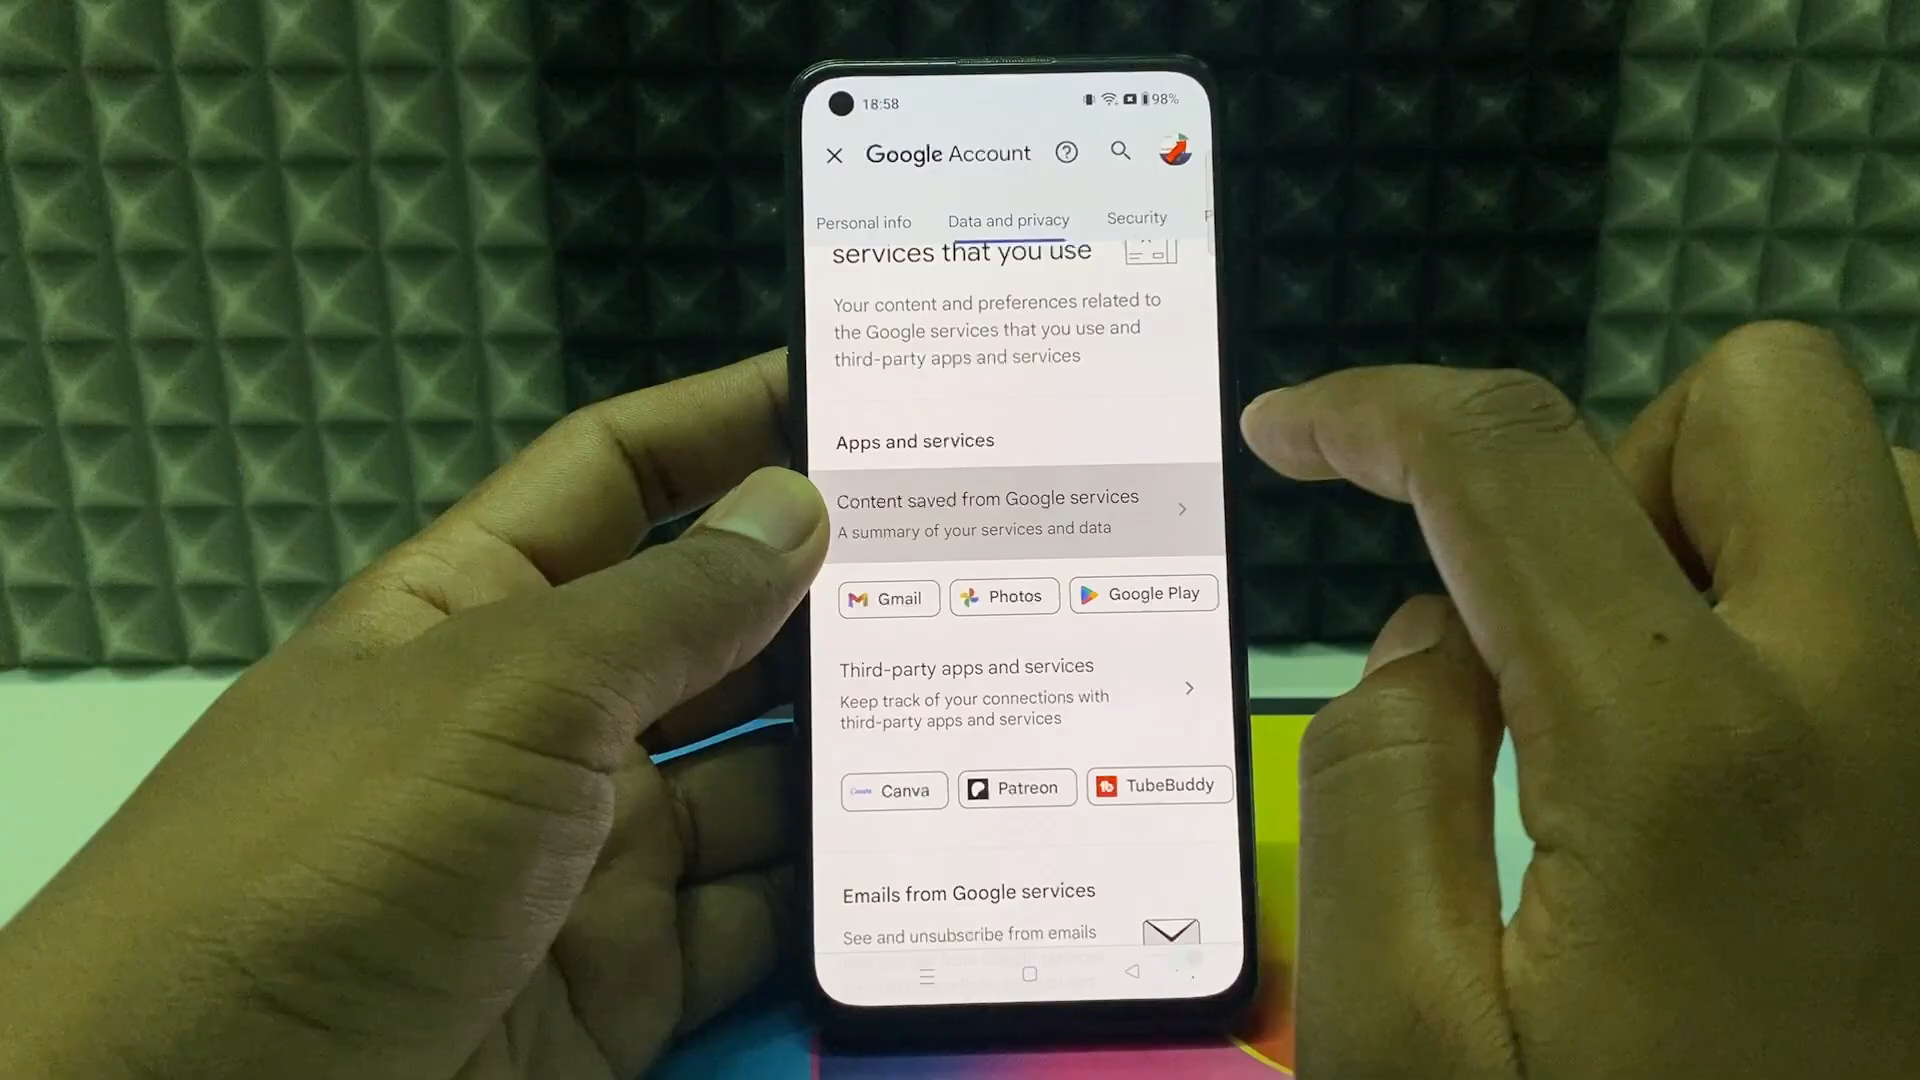 18:58
98%
Google Account
Personal info
Data and privacy
Security
services that you use
Your content and preferences related to
the Google services that you use and
third-party apps and services
Apps and services
Content saved from Google services
A summary of your services and data
Gmail
Photos
Google Play
Third-party apps and services
Keep track of your connections with
third-party apps and services
Canva
Patreon
TubeBuddy
Emails from Google services
See and unsubscribe from emails